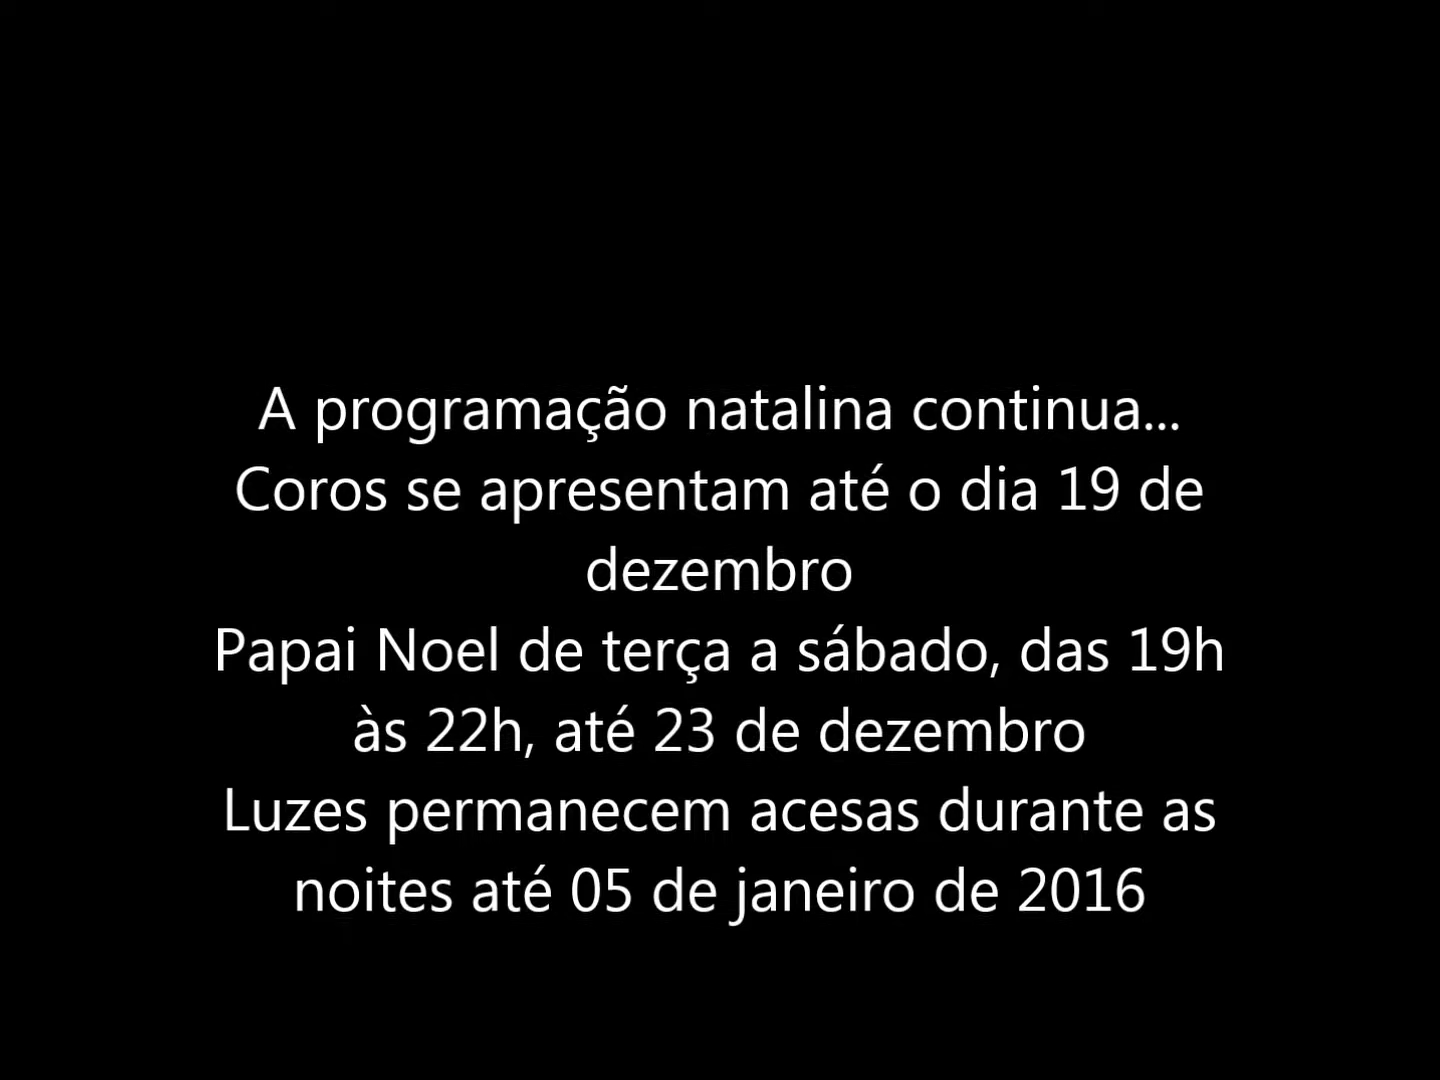 A programação natalina continua...
Coros se apresentam até o dia 19 de
dezembro
Papai Noel de terça a sábado, das 19h
às 22h, até 23 de dezembro
Luzes permanecem acesas durante as
noites até 05 de janeiro de 2016